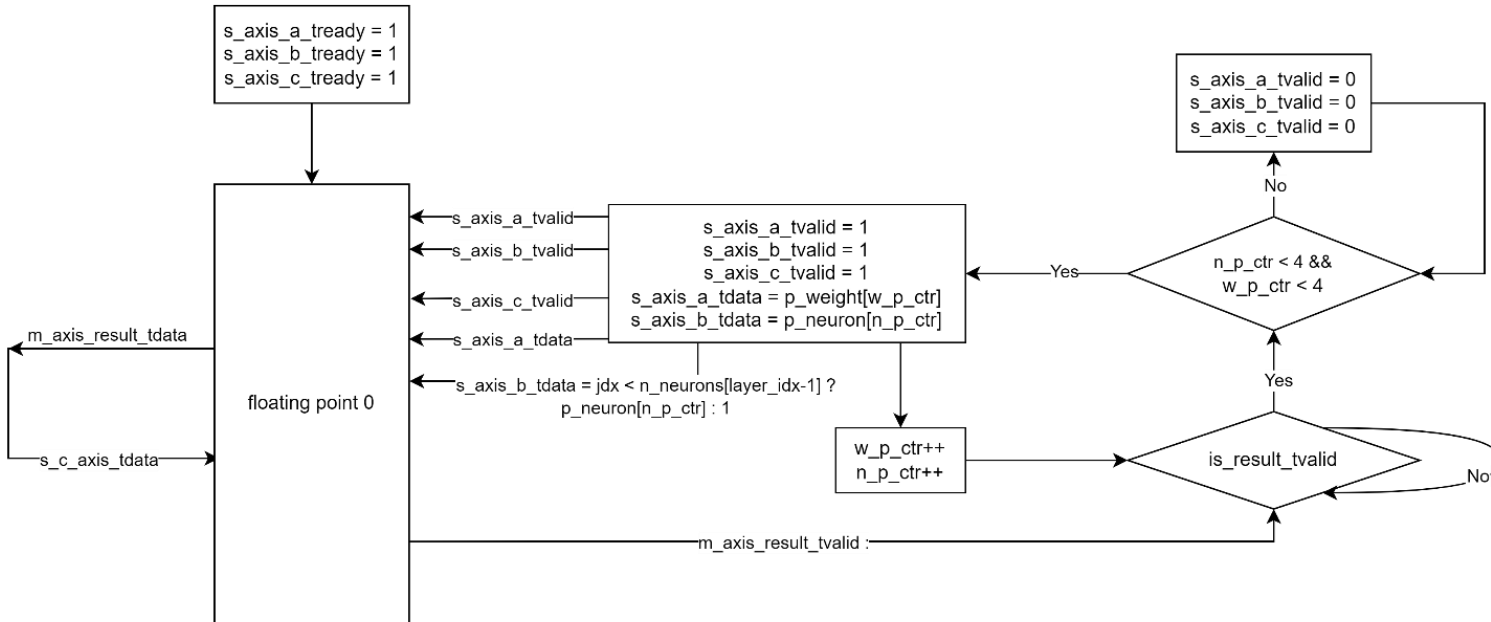 s_axis_a_tready = 1
s_axis_b_tready = 1
s_axis_c_tready = 1
s_axis_a_tvalid = 0
s_axis_b_tvalid = 0
s_axis_c_tvalid = 0
No
s_axis_a_tvalid
s_axis_b_tvalid
s_axis_c_tvalid
s_axis_a_tdata
s_axis_a_tvalid = 1
s_axis_b_tvalid = 1
s_axis_c_tvalid = 1
s_axis_a_tdata = p_weight[w_p_ctr]
s_axis_b_tdata = p_neuron[n_p_ctr]
Yes
n_p_ctr < 4 &&
w_p_ctr < 4
m_axis_result_tdata
s_axis_b_tdata = jdx < n_neurons[layer_idx-1] ?
p_neuron[n_p_ctr] : 1
floating point 0
Yes
s_c_axis_tdata
w_p_ctr++
n_p_ctr++
is_result_tvalid
No
m_axis_result_tvalid :